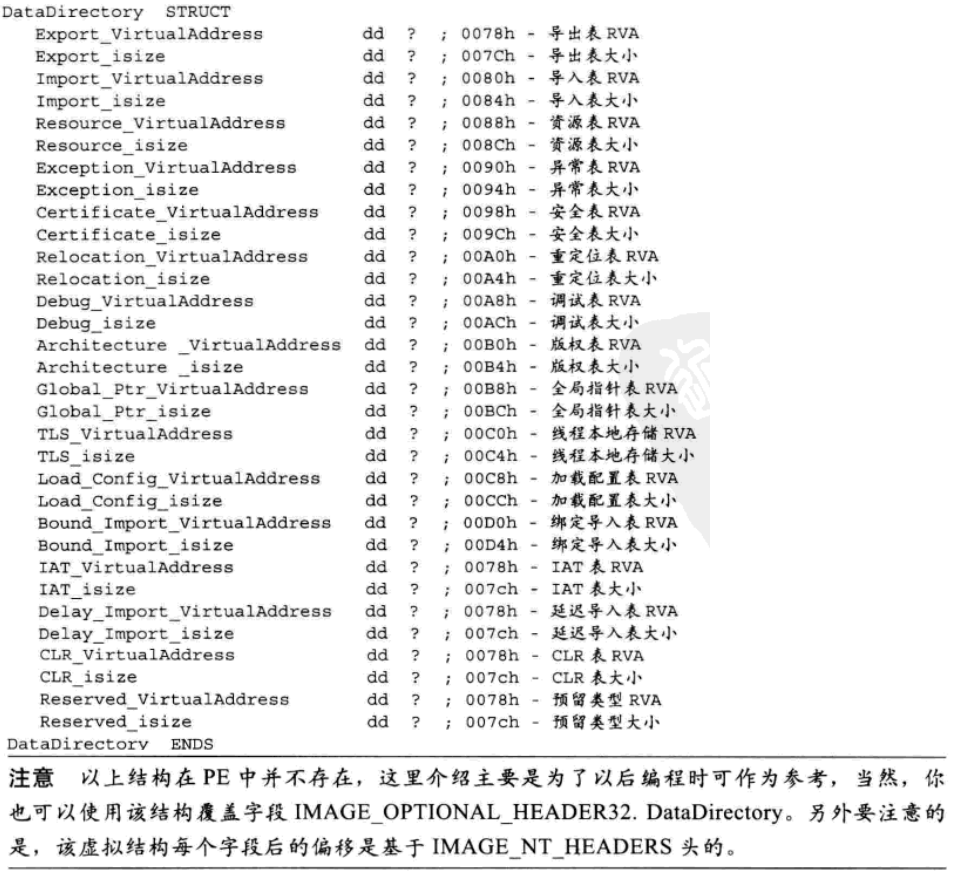 DataDirectory STRUCT
Export_VirtualAddress dd ? ; 0078h - 导出表 RVA
Export_isize dd ? ; 007Ch - 导出表大小
Import_VirtualAddress dd ? ; 0080h - 导入表 RVA
Import_isize dd ? ; 0084h - 导入表大小
Resource_VirtualAddress dd ? ; 0088h - 资源表 RVA
Resource_isize dd ? ; 008Ch - 资源表大小
Exception_VirtualAddress dd ? ; 0090h - 异常表 RVA
Exception_isize dd ? ; 0094h - 异常表大小
Certificate_VirtualAddress dd ? ; 0098h - 安全表 RVA
Certificate_isize dd ? ; 009Ch - 安全表大小
Relocation_VirtualAddress dd ? ; 00A0h - 重定位表 RVA
Relocation_isize dd ? ; 00A4h - 重定位表大小
Debug_VirtualAddress dd ? ; 00A8h - 调试表 RVA
Debug_isize dd ? ; 00ACh - 调试表大小
Architecture _VirtualAddress dd ? ; 00B0h - 版权表 RVA
Architecture _isize dd ? ; 00B4h - 版权表大小
Global_Ptr_VirtualAddress dd ? ; 00B8h - 全局指针表 RVA
Global_Ptr_isize dd ? ; 00BCh - 全局指针表大小
TLS_VirtualAddress dd ? ; 00C0h - 线程本地存储 RVA
TLS_isize dd ? ; 00C4h - 线程本地存储大小
Load_Config_VirtualAddress dd ? ; 00C8h - 加载配置表 RVA
Load_Config_isize dd ? ; 00CCh - 加载配置表大小
Bound_Import_VirtualAddress dd ? ; 00D0h - 绑定导入表 RVA
Bound_Import_isize dd ? ; 00D4h - 绑定导入表大小
IAT_VirtualAddress dd ? ; 0078h - IAT 表 RVA
IAT_isize dd ? ; 007ch - IAT 表大小
Delay_Import_VirtualAddress dd ? ; 0078h - 延迟导入表 RVA
Delay_Import_isize dd ? ; 007ch - 延迟导入表大小
CLR_VirtualAddress dd ? ; 0078h - CLR 表 RVA
CLR_isize dd ? ; 007ch - CLR 表大小
Reserved_VirtualAddress dd ? ; 0078h - 预留类型 RVA
Reserved_isize dd ? ; 007ch - 预留类型大小
DataDirectory ENDS
注意 以上结构在 PE 中并不存在，这里介绍主要是为了以后编程时可作为参考，当然，你
也可以使用该结构覆盖字段 IMAGE_OPTIONAL_HEADER32. DataDirectory。另外要注意的
是，该虚拟结构每个字段后的偏移是基于 IMAGE_NT_HEADERS 头的。